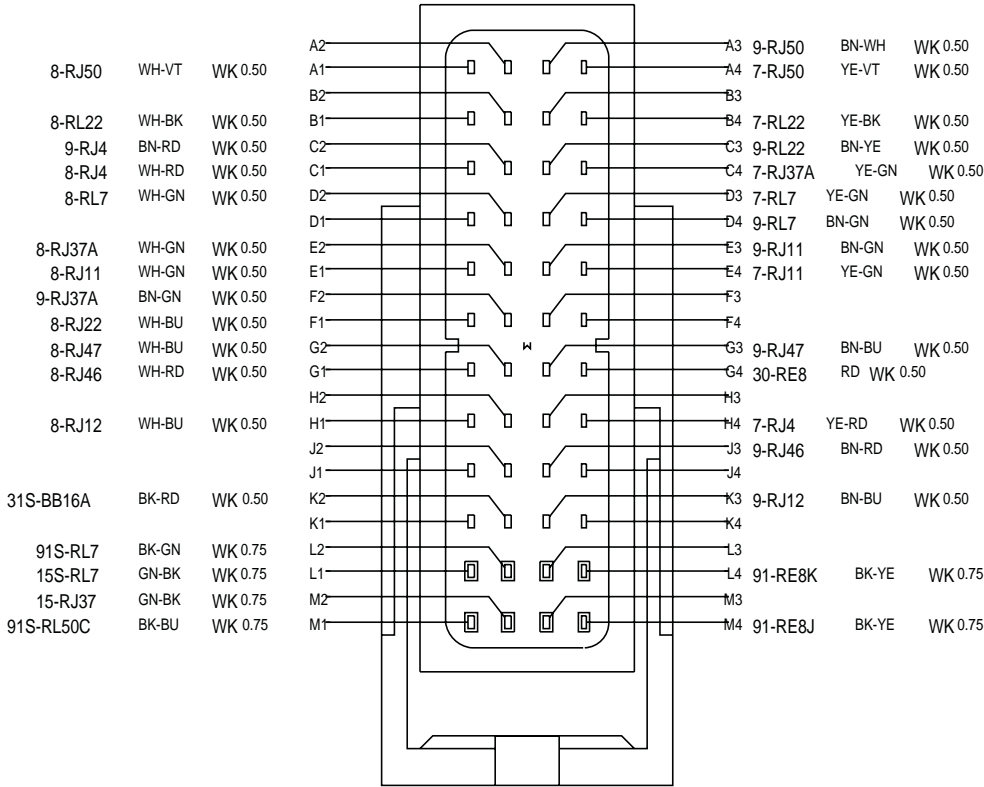 A2 A3 9-RJ50 BN-WH WK 0.50
8-RJ50 WH-VT WK 0.50 A1 A4 7-RJ50 YE-VT WK 0.50
B2 B3
8-RL22 WH-BK WK 0.50 B1 B4 7-RL22 YE-BK WK 0.50
9-RJ4 BN-RD WK 0.50 C2 C3 9-RL22 BN-YE WK 0.50
8-RJ4 WH-RD WK 0.50 C1 C4 7-RJ37A YE-GN WK 0.50
8-RL7 WH-GN WK 0.50 D2 D3 7-RL7 YE-GN WK 0.50
D1 D4 9-RL7 BN-GN WK 0.50
8-RJ37A WH-GN WK 0.50 E2 E3 9-RJ11 BN-GN WK 0.50
8-RJ11 WH-GN WK 0.50 E1 E4 7-RJ11 YE-GN WK 0.50
9-RJ37A BN-GN WK 0.50 F2 F3
8-RJ22 WH-BU WK 0.50 F1 F4
8-RJ47 WH-BU WK 0.50 G2 G3 9-RJ47 BN-BU WK 0.50
8-RJ46 WH-RD WK 0.50 G1 G4 30-RE8 RD WK 0.50
H2 H3
8-RJ12 WH-BU WK 0.50 H1 H4 7-RJ4 YE-RD WK 0.50
J2 J3 9-RJ46 BN-RD WK 0.50
J1 J4
31S-BB16A BK-RD WK 0.50 K2 K3 9-RJ12 BN-BU WK 0.50
K1 K4
91S-RL7 BK-GN WK 0.75 L2 L3
15S-RL7 GN-BK WK 0.75 L1 L4 91-RE8K BK-YE WK 0.75
15-RJ37 GN-BK WK 0.75 M2 M3
91S-RL50C BK-BU WK 0.75 M1 M4 91-RE8J BK-YE WK 0.75